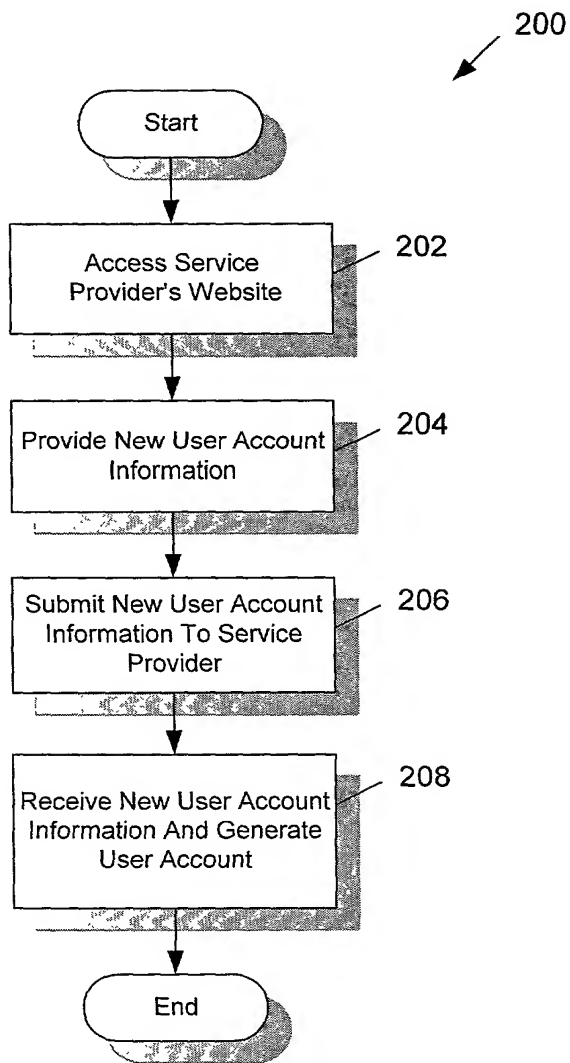 200
Start
Access Service
Provider's Website
202
Provide New User Account
Information
204
Submit New User Account
Information To Service
Provider
206
Receive New User Account
Information And Generate
User Account
208
End